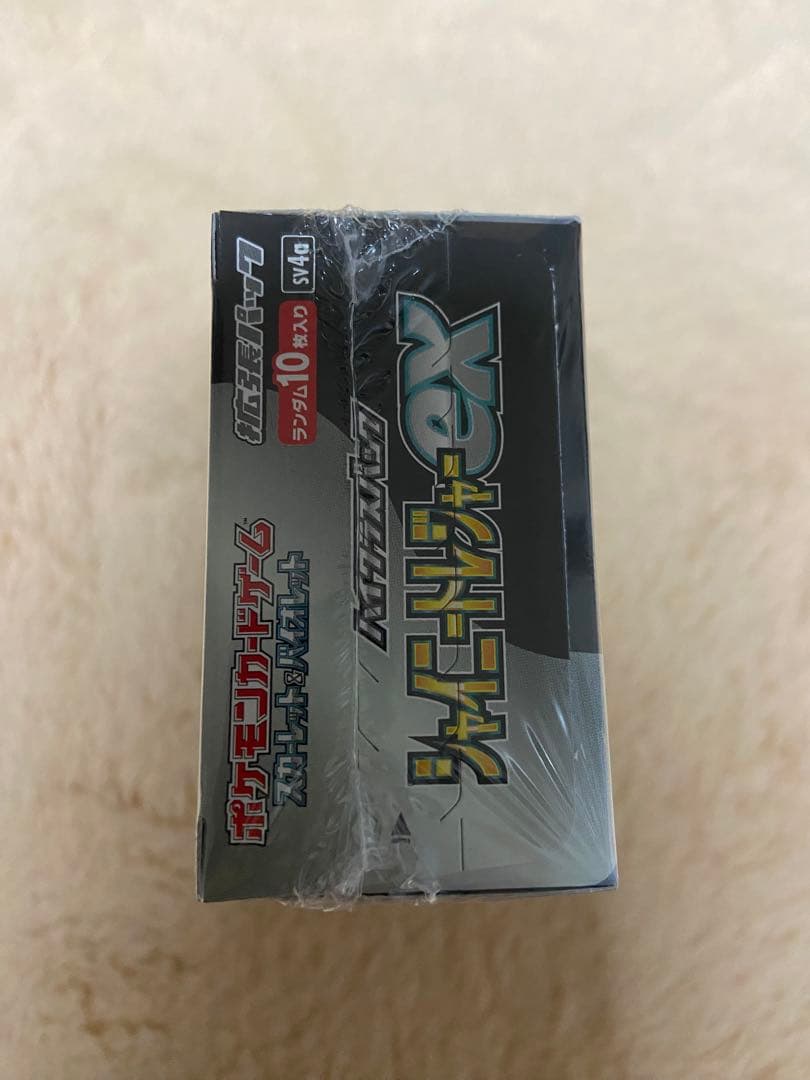 拡張パック
SV4a
ランダム10枚入り
ポケモンカードゲーム™
スカーレット&バイオレット
ハイクラスパック
シャイニートレジャーex